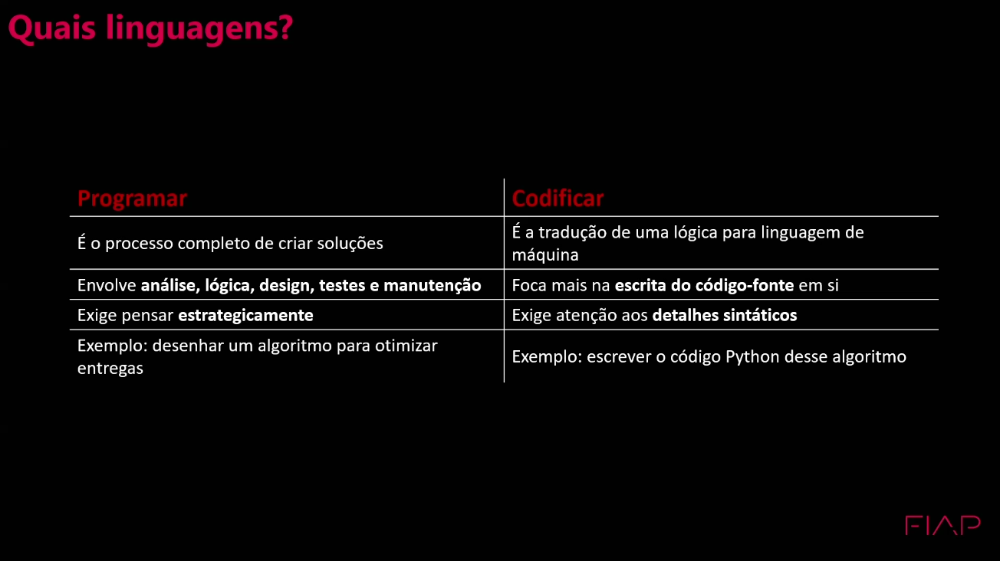 Quais linguagens?
Programar
Codificar
É o processo completo de criar soluções
É a tradução de uma lógica para linguagem de
máquina
Envolve análise, lógica, design, testes e manutenção
Foca mais na escrita do código-fonte em si
Exige pensar estrategicamente
Exige atenção aos detalhes sintáticos
Exemplo: desenhar um algoritmo para otimizar
entregas
Exemplo: escrever o código Python desse algoritmo
FIAP